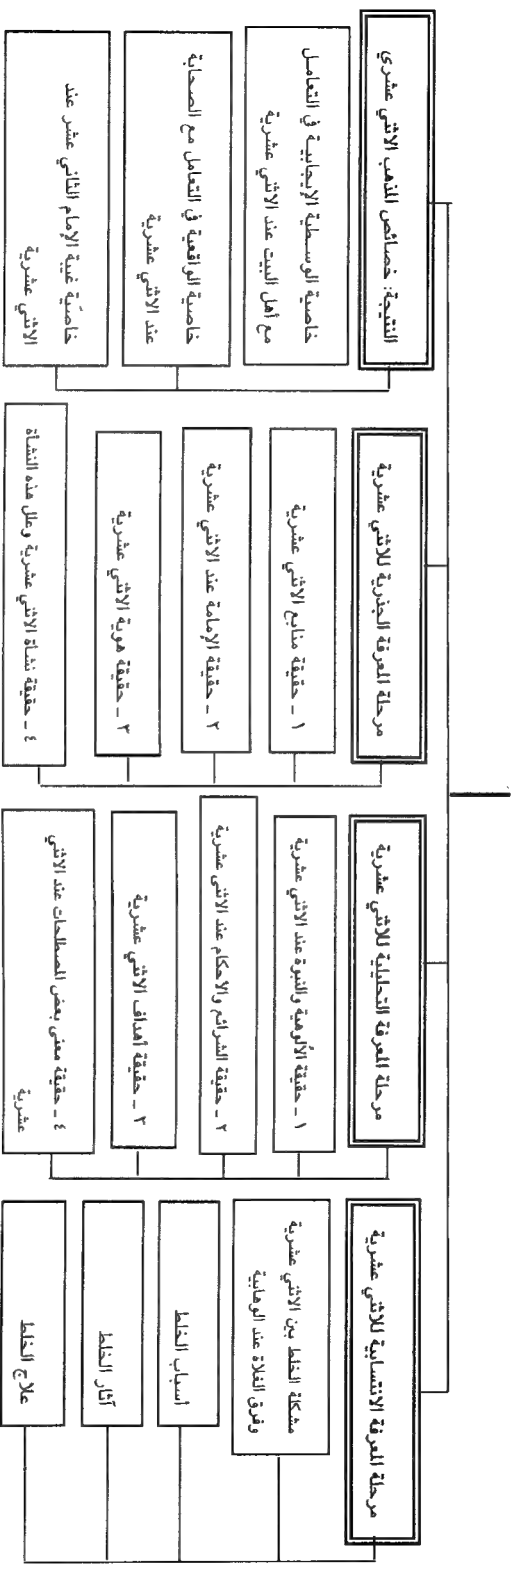 مرحلة المعرفة الانتسابية للاثني عشرية
مشكلة الخلط بين الاثني عشرية
وفرق الغلاة عند الوهابية
أسباب الخلط
آثار الخلط
علاج الخلط
مرحلة المعرفة التحليلية للاثني عشرية
١ ـ حقيقة الألوهية والنبوة عند الاثني عشرية
٢ ـ حقيقة الشرائع والأحكام عند الاثني عشرية
٣ ـ حقيقة أهداف الاثني عشرية
٤ ـ حقيقة معنى بعض المصطلحات عند الاثني
عشرية
مرحلة المعرفة الجذرية للاثني عشرية
١ ـ حقيقة منابع الاثني عشرية
٢ ـ حقيقة الإمامة عند الاثني عشرية
٣ ـ حقيقة هوية الاثني عشرية
٤ ـ حقيقة نشأة الاثني عشرية وعلل هذه النشأة
النتيجة: خصائص المذهب الاثني عشري
خاصية الوسطية الإيجابية في التعامل
مع أهل البيت عند الاثني عشرية
خاصية الواقعية في التعامل مع الصحابة
عند الاثني عشرية
خاصية غيبة الإمام الثاني عشر عند
الاثني عشرية